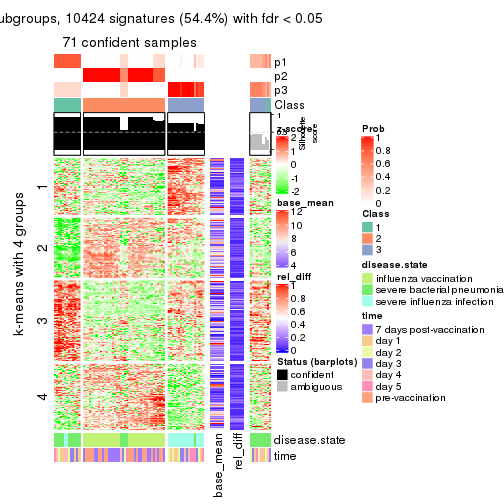 ubgroups, 10424 signatures (54.4%) with fdr < 0.05
71 confident samples
p1
p2
p3
Class
1
0.5
Silhouette
score
z-score
2
1
0
-1
-2
base_mean
12
10
8
6
4
rel_diff
1
0.8
0.6
0.4
0.2
0
Status (barplots)
confident
ambiguous
Prob
1
0.8
0.6
0.4
0.2
0
Class
1
2
3
disease.state
influenza vaccination
severe bacterial pneumonia
severe influenza infection
time
7 days post-vaccination
day 1
day 2
day 3
day 4
day 5
pre-vaccination
k-means with 4 groups
1
2
3
4
disease.state
time
base_mean
rel_diff